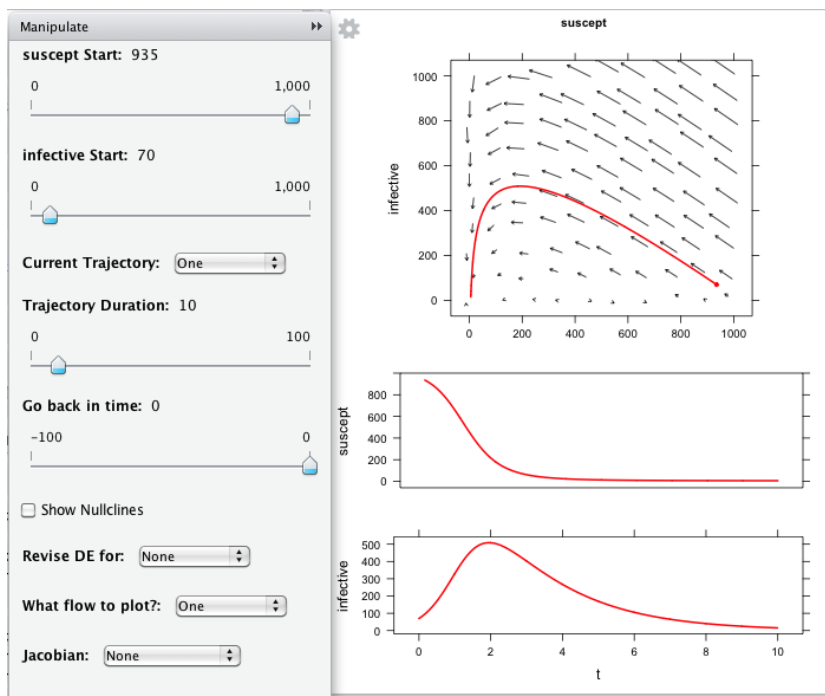 Manipulate
suscept Start: 935
0 1,000
infective Start: 70
0 1,000
Current Trajectory: One
Trajectory Duration: 10
0 100
Go back in time: 0
-100 0
Show Nullclines
Revise DE for: None
What flow to plot?: One
Jacobian: None
suscept
infective
1000
800
600
400
200
0
0 200 400 600 800 1000
suscept
800
600
400
200
0
infective
500
400
300
200
100
0
0 2 4 6 8 10
t